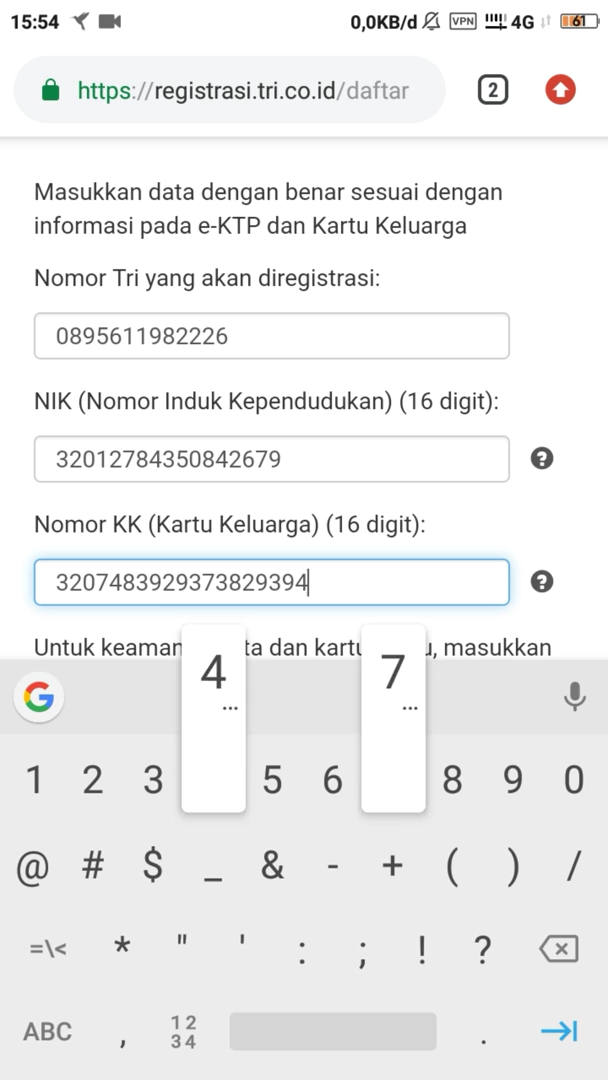 15:54 0,0KB/d VPN 4G 61
https://registrasi.tri.co.id/daftar 2
Masukkan data dengan benar sesuai dengan
informasi pada e-KTP dan Kartu Keluarga
Nomor Tri yang akan diregistrasi:
0895611982226
NIK (Nomor Induk Kependudukan) (16 digit):
32012784350842679 ?
Nomor KK (Kartu Keluarga) (16 digit):
3207483929373829394 ?
Untuk keaman ta dan kartu , masukkan
4 ... 7 ...
G
1 2 3 5 6 8 9 0
@ # $ _ & - + ( ) /
=\< * " ' : ; ! ?
ABC , 12 34 .